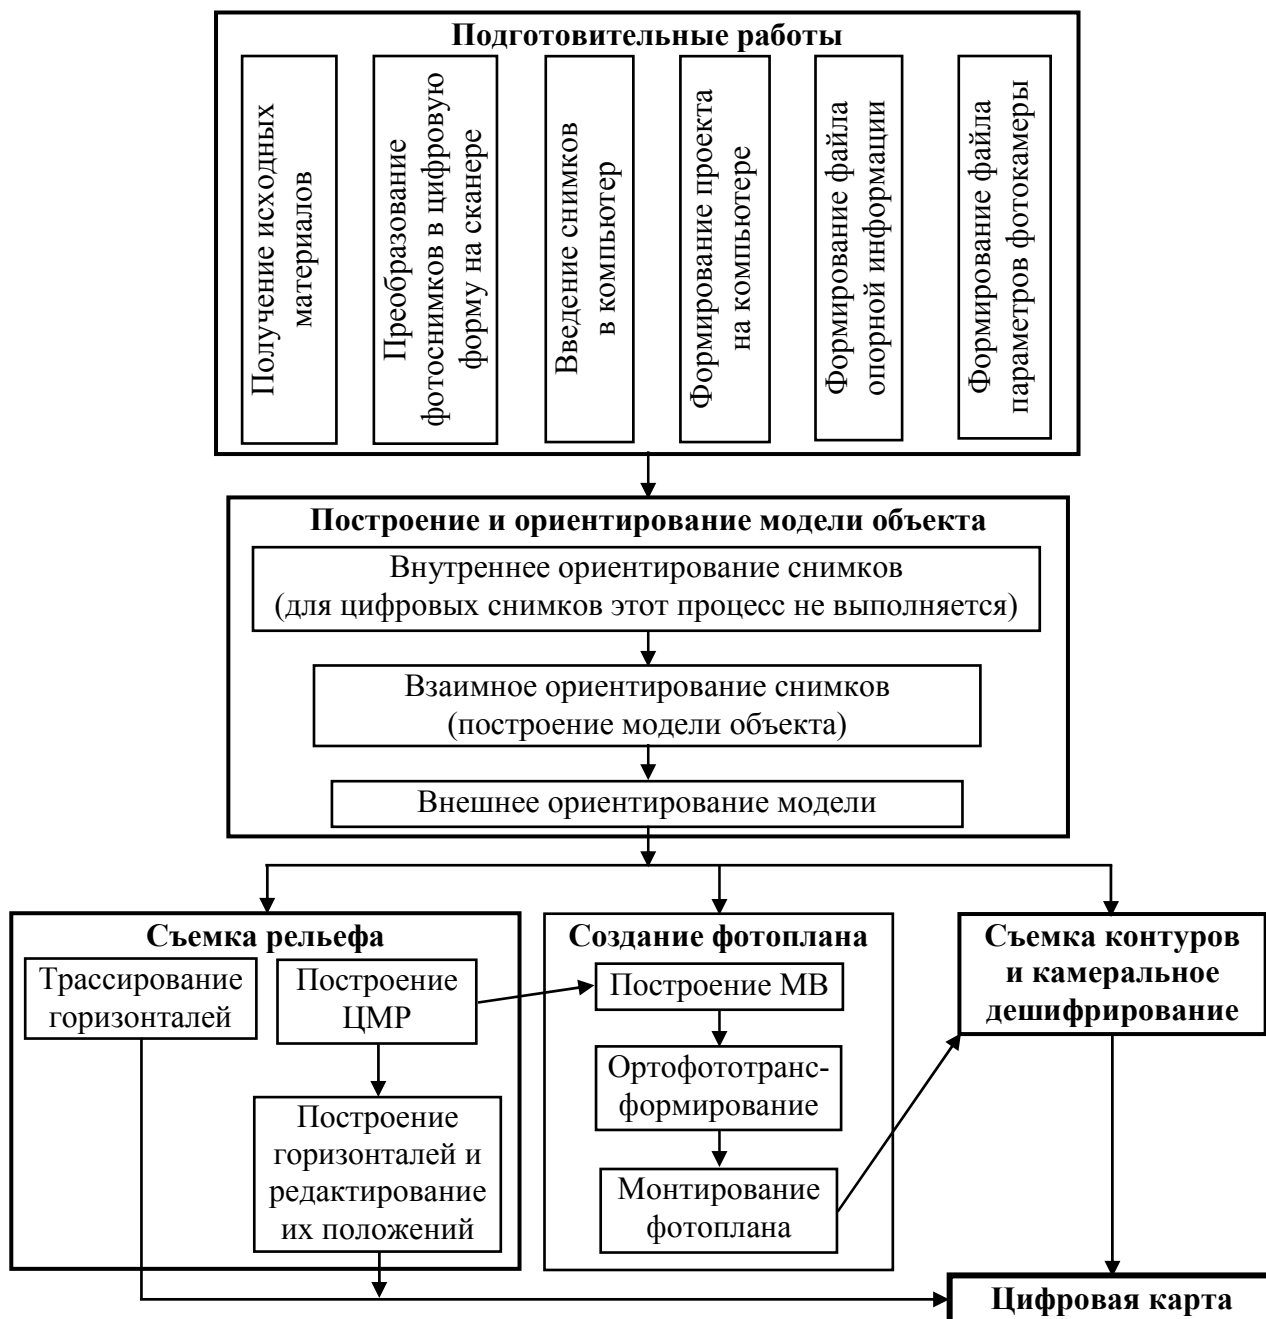 Подготовительные работы
Получение исходных
материалов
Преобразование
фотоснимков в цифровую
форму на сканере
Введение снимков
в компьютер
Формирование проекта
на компьютере
Формирование файла
опорной информации
Формирование файла
параметров фотокамеры
Построение и ориентирование модели объекта
Внутреннее ориентирование снимков
(для цифровых снимков этот процесс не выполняется)
Взаимное ориентирование снимков
(построение модели объекта)
Внешнее ориентирование модели
Съемка рельефа
Трассирование
горизонталей
Построение
ЦМР
Построение
горизонталей и
редактирование
их положений
Создание фотоплана
Построение МВ
Ортофототранс-
формирование
Монтирование
фотоплана
Съемка контуров
и камеральное
дешифрирование
Цифровая карта